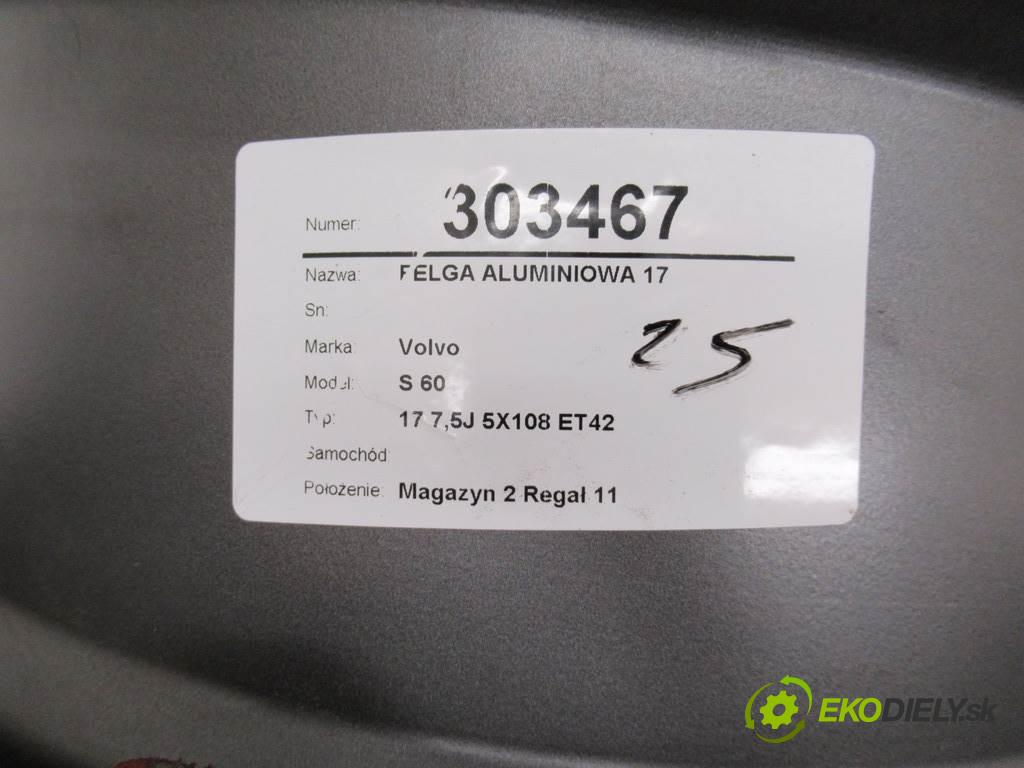 Numer: 303467
Nazwa: FELGA ALUMINIOWA 17
Sn:
Marka: Volvo
25
Model: S 60
Typ: 17 7,5J 5X108 ET42
Samochód:
Położenie: Magazyn 2 Regał 11
EKODIELY.sk